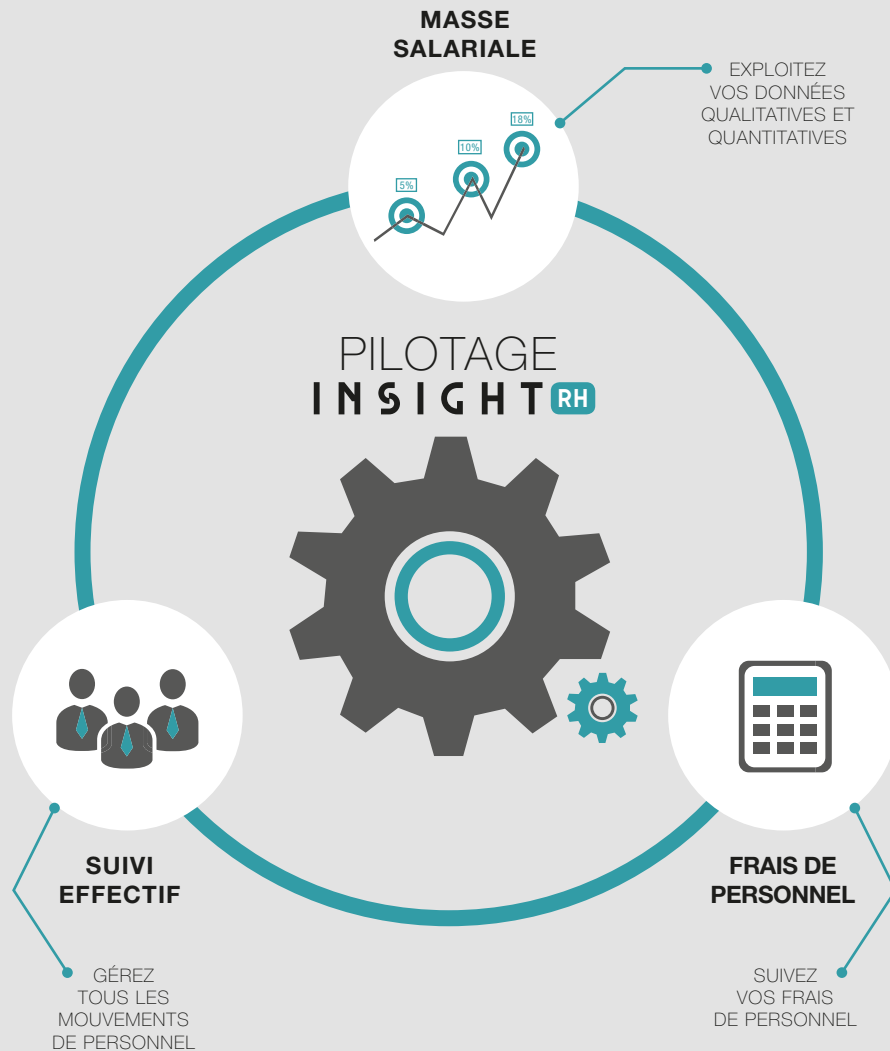 MASSE
SALARIALE
EXPLOITEZ
VOS DONNÉES
QUALITATIVES ET
QUANTITATIVES
5%
10%
18%
PILOTAGE
INSIGHT RH
SUIVI
EFFECTIF
GÉREZ
TOUS LES
MOUVEMENTS
DE PERSONNEL
FRAIS DE
PERSONNEL
SUIVEZ
VOS FRAIS
DE PERSONNEL